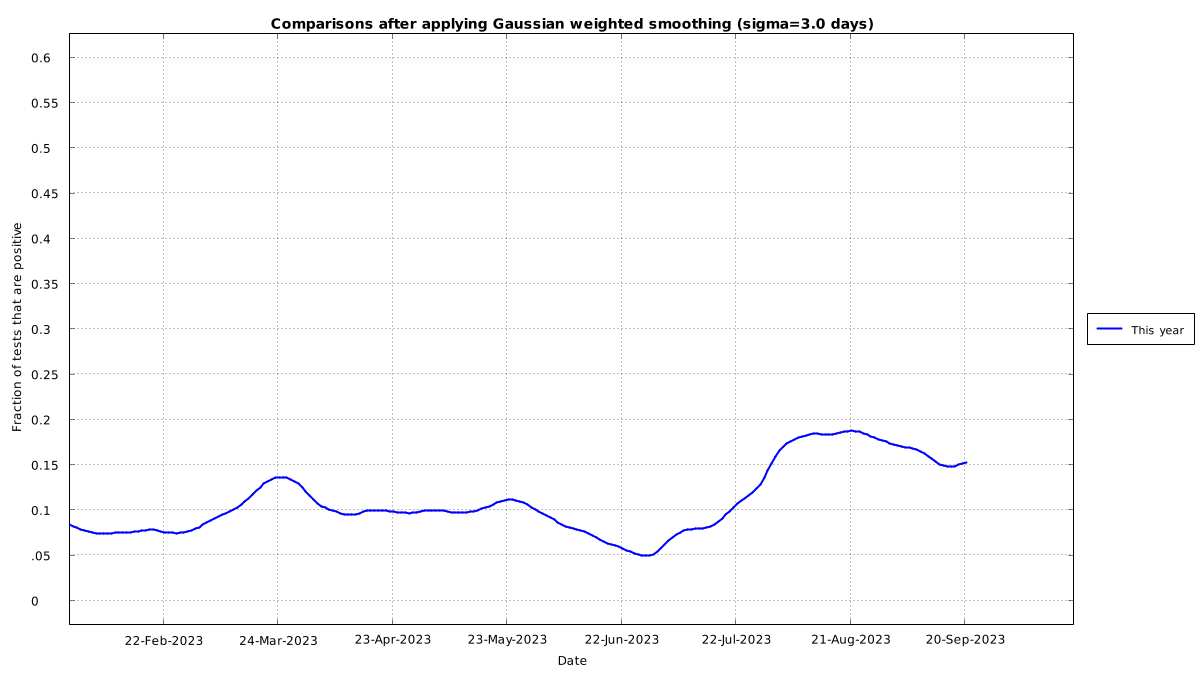 Comparisons after applying Gaussian weighted smoothing (sigma=3.0 days)
0.6
0.55
0.5
0.45
0.4
0.35
0.3
0.25
0.2
0.15
0.1
.05
0
Fraction of tests that are positive
22-Feb-2023 24-Mar-2023 23-Apr-2023 23-May-2023 22-Jun-2023 22-Jul-2023 21-Aug-2023 20-Sep-2023
Date
This year